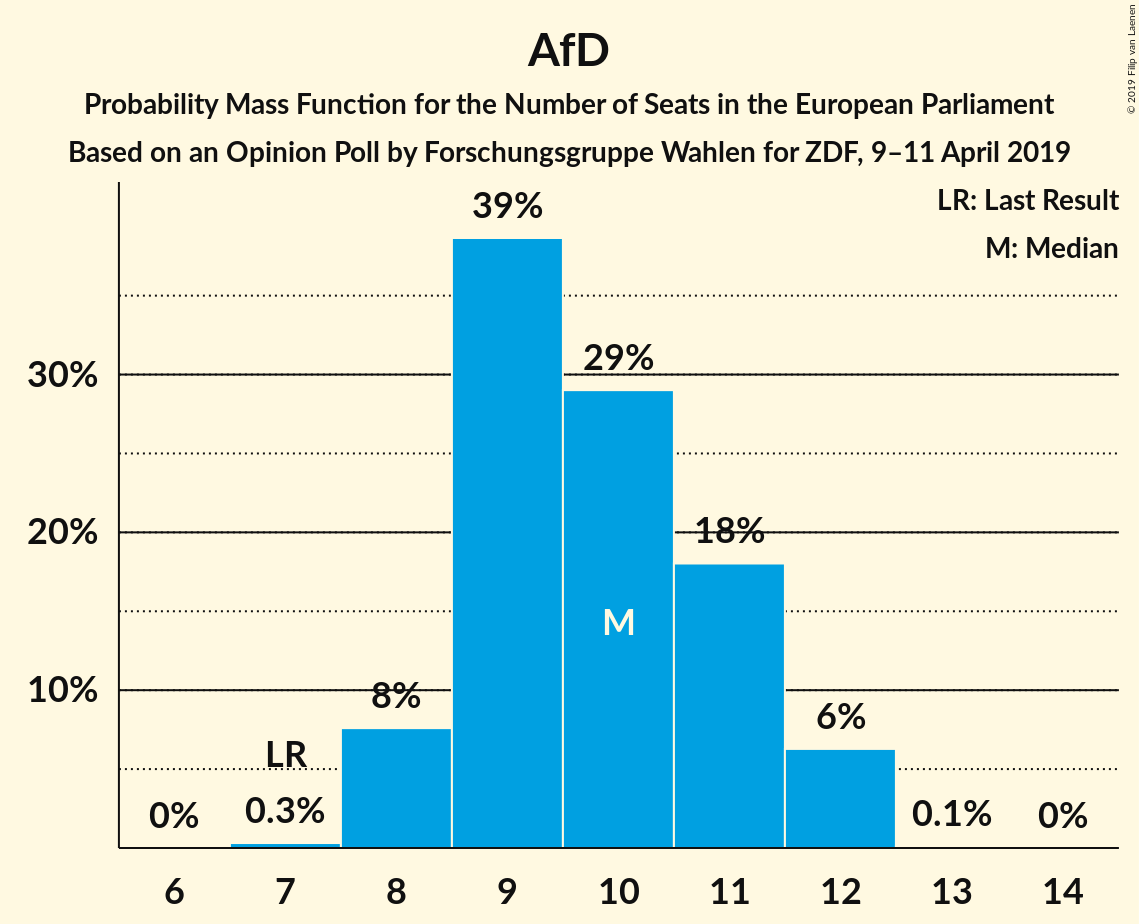 AfD
Probability Mass Function for the Number of Seats in the European Parliament
Based on an Opinion Poll by Forschungsgruppe Wahlen for ZDF, 9–11 April 2019
© 2019 Filip van Laenen
LR: Last Result
M: Median
39%
30%
29%
20%
18%
M
10%
8%
6%
LR
0%
0.3%
0.1%
0%
6 7 8 9 10 11 12 13 14